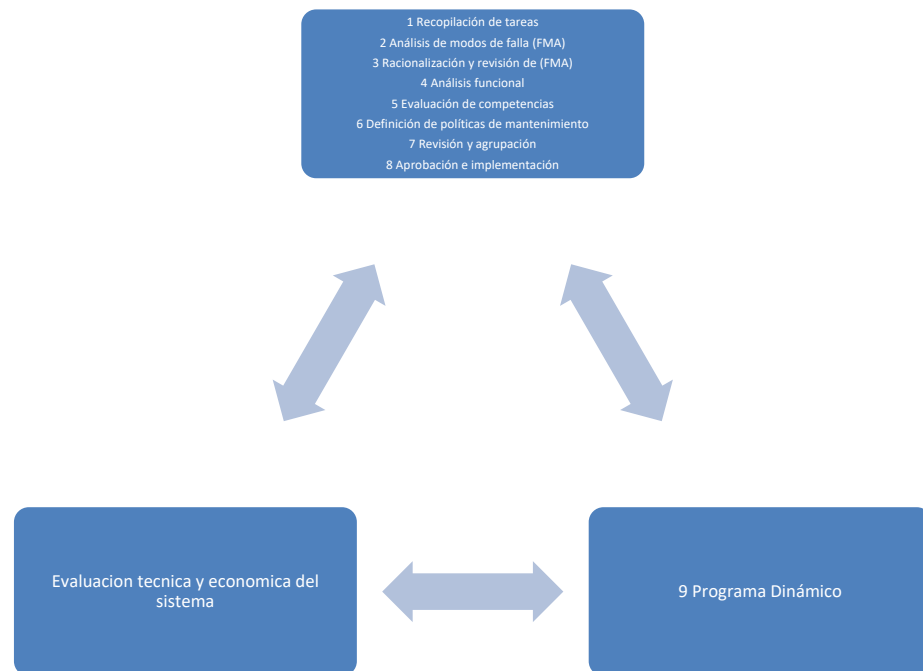 1 Recopilación de tareas
2 Análisis de modos de falla (FMA)
3 Racionalización y revisión de (FMA)
4 Análisis funcional
5 Evaluación de competencias
6 Definición de políticas de mantenimiento
7 Revisión y agrupación
8 Aprobación e implementación
Evaluacion tecnica y economica del
sistema
9 Programa Dinámico